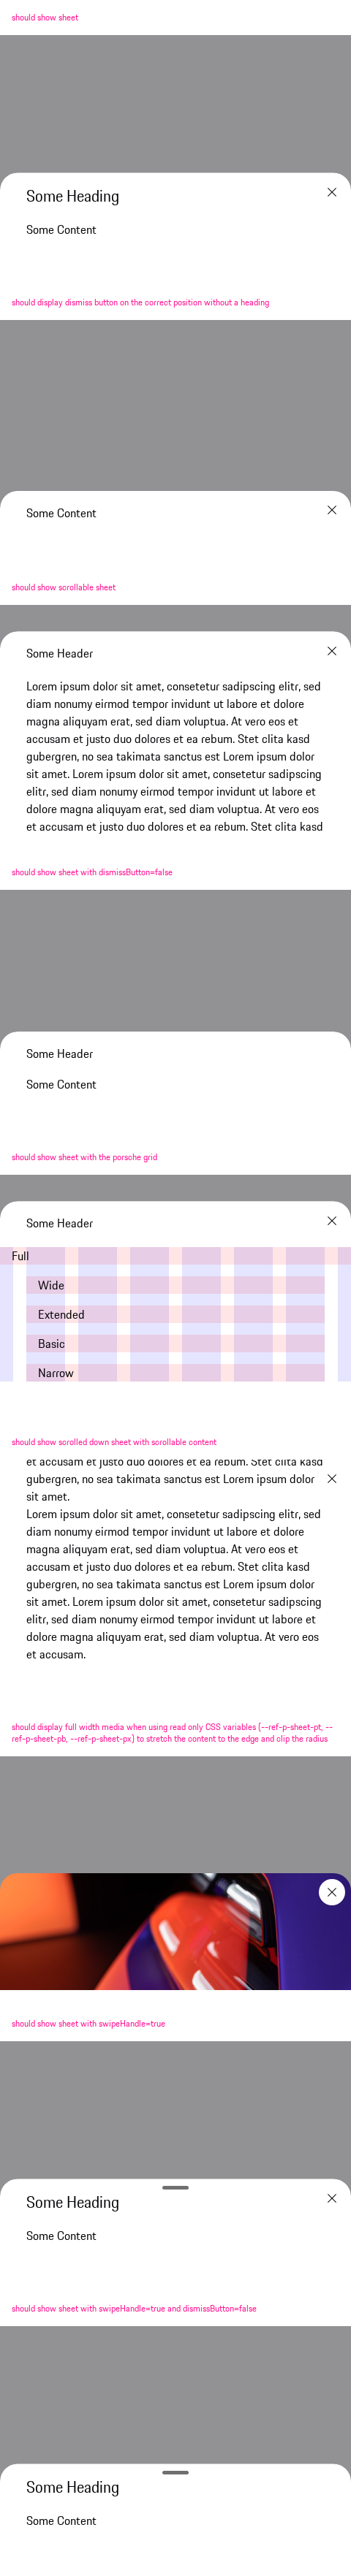 should show sheet
Some Heading
Some Content
should display dismiss button on the correct position without a heading
Some Content
should show scrollable sheet
Some Header
Lorem ipsum dolor sit amet, consetetur sadipscing elitr, sed
diam nonumy eirmod tempor invidunt ut labore et dolore
magna aliquyam erat, sed diam voluptua. At vero eos et
accusam et justo duo dolores et ea rebum. Stet clita kasd
gubergren, no sea takimata sanctus est Lorem ipsum dolor
sit amet. Lorem ipsum dolor sit amet, consetetur sadipscing
elitr, sed diam nonumy eirmod tempor invidunt ut labore et
dolore magna aliquyam erat, sed diam voluptua. At vero eos
et accusam et justo duo dolores et ea rebum. Stet clita kasd
should show sheet with dismissButton=false
Some Header
Some Content
should show sheet with the porsche grid
Some Header
Full
Wide
Extended
Basic
Narrow
should show scrolled down sheet with scrollable content
et accusam et justo duo dolores et ea rebum. Stet clita kasd
gubergren, no sea takimata sanctus est Lorem ipsum dolor
sit amet.
Lorem ipsum dolor sit amet, consetetur sadipscing elitr, sed
diam nonumy eirmod tempor invidunt ut labore et dolore
magna aliquyam erat, sed diam voluptua. At vero eos et
accusam et justo duo dolores et ea rebum. Stet clita kasd
gubergren, no sea takimata sanctus est Lorem ipsum dolor
sit amet. Lorem ipsum dolor sit amet, consetetur sadipscing
elitr, sed diam nonumy eirmod tempor invidunt ut labore et
dolore magna aliquyam erat, sed diam voluptua. At vero eos
et accusam.
should display full width media when using read only CSS variables (--ref-p-sheet-pt, --
ref-p-sheet-pb, --ref-p-sheet-px) to stretch the content to the edge and clip the radius
should show sheet with swipeHandle=true
Some Heading
Some Content
should show sheet with swipeHandle=true and dismissButton=false
Some Heading
Some Content